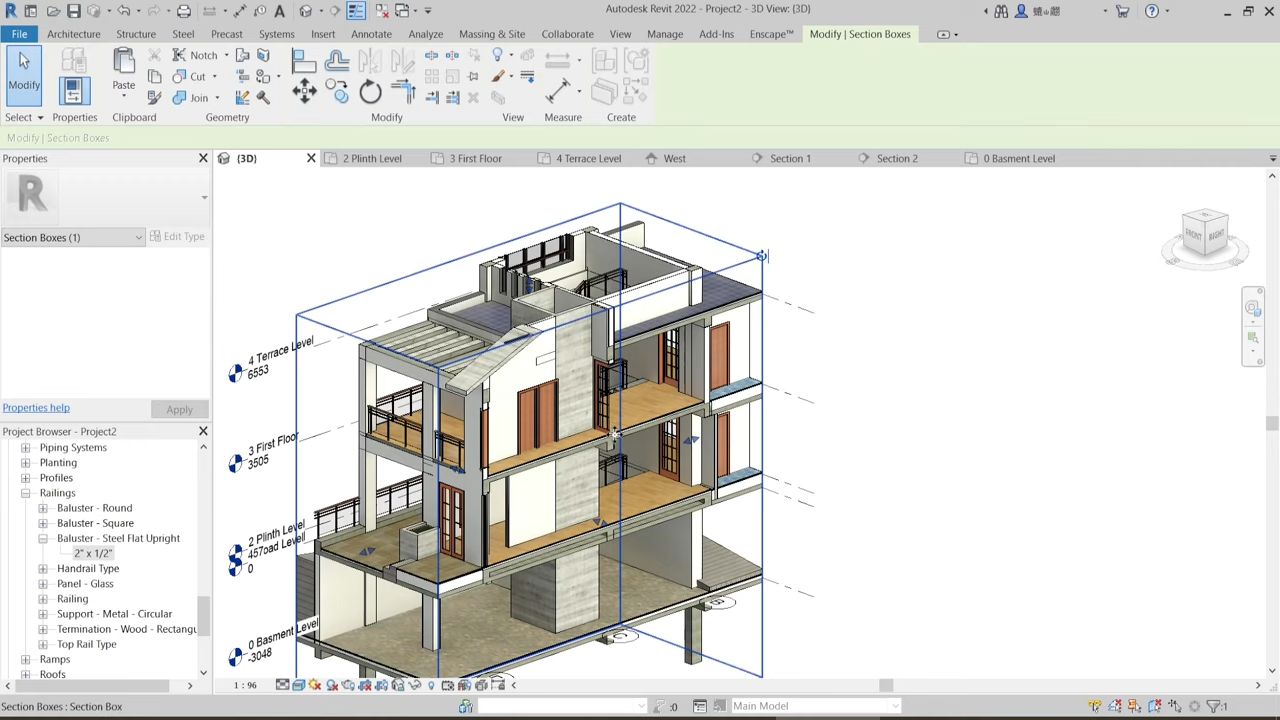 Autodesk Revit 2022 - Project2 - 3D View: {3D}
File Architecture Structure Steel Precast Systems Insert Annotate Analyze Massing & Site Collaborate View Manage Add-Ins Enscape™ Modify | Section Boxes
Modify
Paste
Notch
Cut
Join
Select Properties Clipboard Geometry Modify View Measure Create
Modify | Section Boxes
Properties
{3D} 2 Plinth Level 3 First Floor 4 Terrace Level West Section 1 Section 2 0 Basment Level
R
Section Boxes (1)
Edit Type
FRONT RIGHT
4 Terrace Level
6553
3 First Floor
3505
2 Plinth Level
457oad Level
0
0 Basment Level
-3048
Properties help
Apply
Project Browser - Project2
Piping Systems
Planting
Profiles
Railings
Baluster - Round
Baluster - Square
Baluster - Steel Flat Upright
2" x 1/2"
Handrail Type
Panel - Glass
Railing
Support - Metal - Circular
Termination - Wood - Rectangu
Top Rail Type
Ramps
Roofs
1 : 96
Section Boxes : Section Box
:0
Main Model
:1